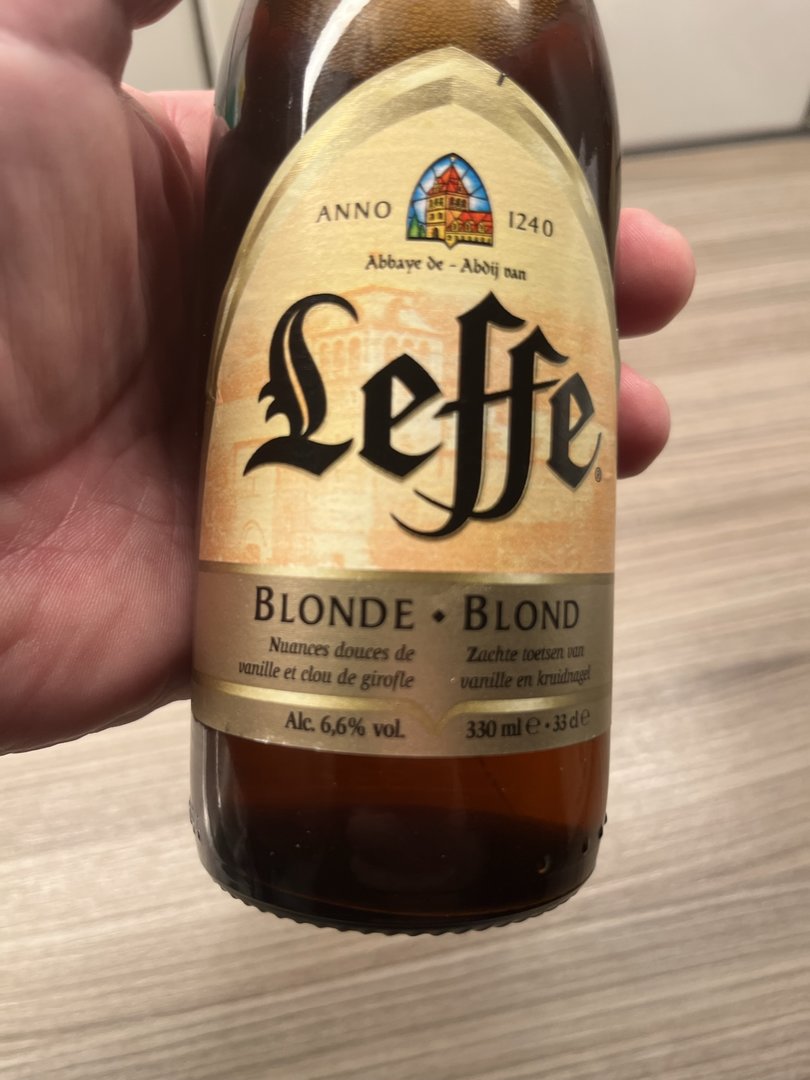 ANNO 1240
Abbaye de - Abdij van
Leffe®
BLONDE • BLOND
Nuances douces de
vanille et clou de girofle
Zachte toetsen van
vanille en kruidnagel
Alc. 6,6% vol.
330 ml ℮ • 33 cl ℮